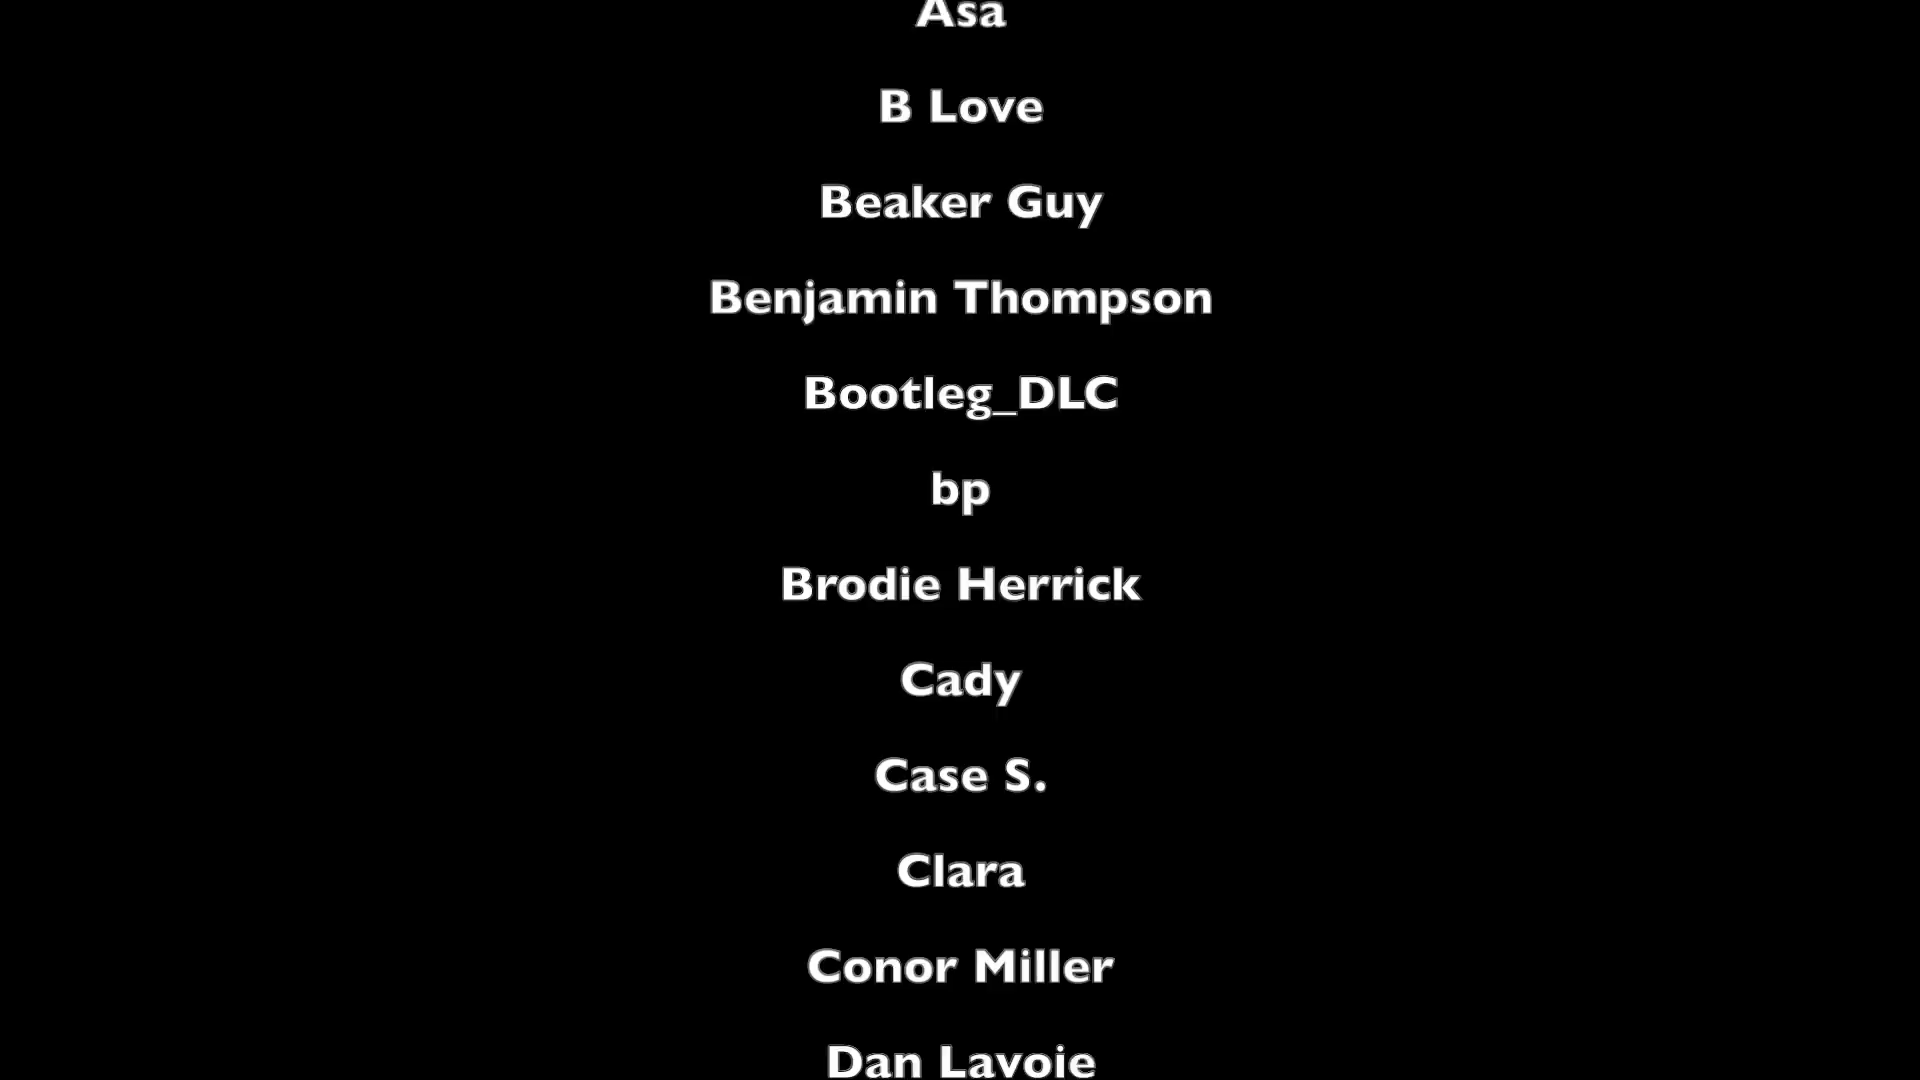 Asa
B Love
Beaker Guy
Benjamin Thompson
Bootleg_DLC
bp
Brodie Herrick
Cady
Case S.
Clara
Conor Miller
Dan Lavoie